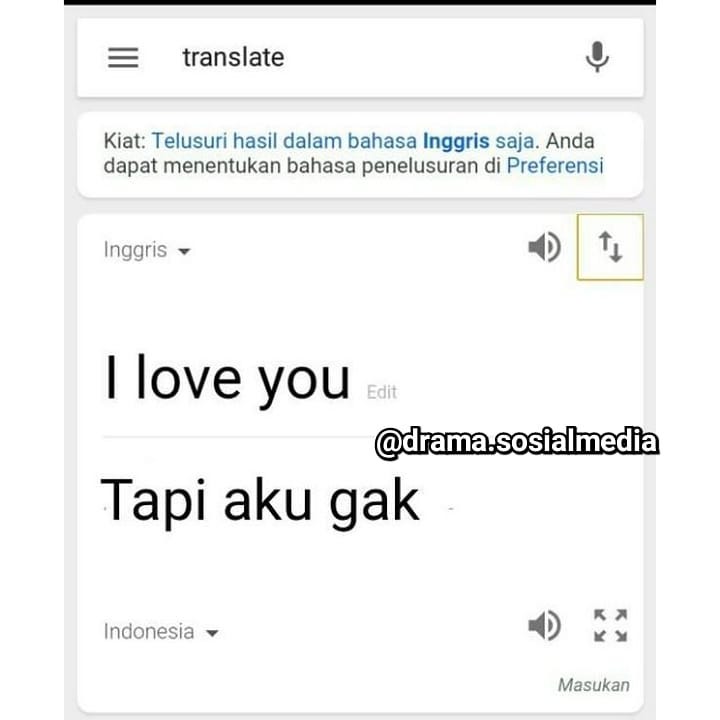 translate
Kiat: Telusuri hasil dalam bahasa Inggris saja. Anda
dapat menentukan bahasa penelusuran di Preferensi
Inggris
I love you Edit
@drama.sosialmedia
Tapi aku gak
Indonesia
Masukan